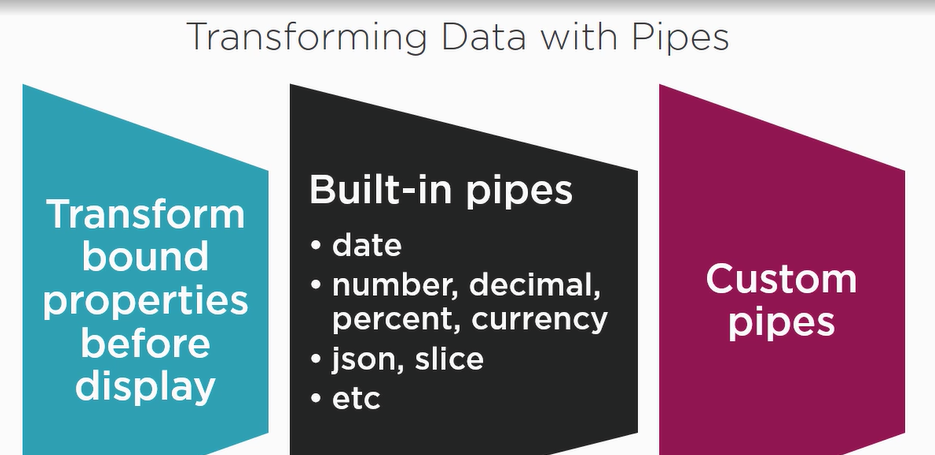 Transforming Data with Pipes
Transform
bound
properties
before
display
Built-in pipes
• date
• number, decimal,
percent, currency
• json, slice
• etc
Custom
pipes